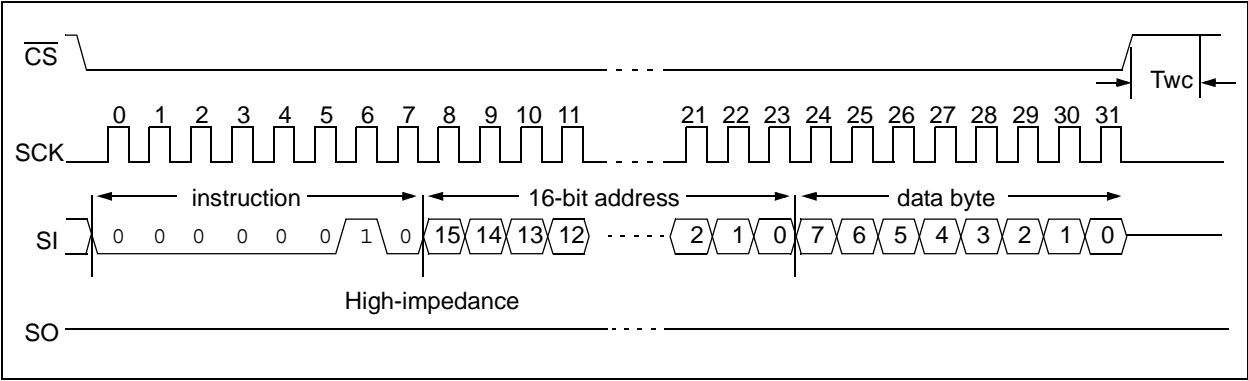 CS
Twc
0 1 2 3 4 5 6 7 8 9 10 11 21 22 23 24 25 26 27 28 29 30 31
SCK
instruction 16-bit address data byte
SI 0 0 0 0 0 0 1 0 15 14 13 12 2 1 0 7 6 5 4 3 2 1 0
High-impedance
SO